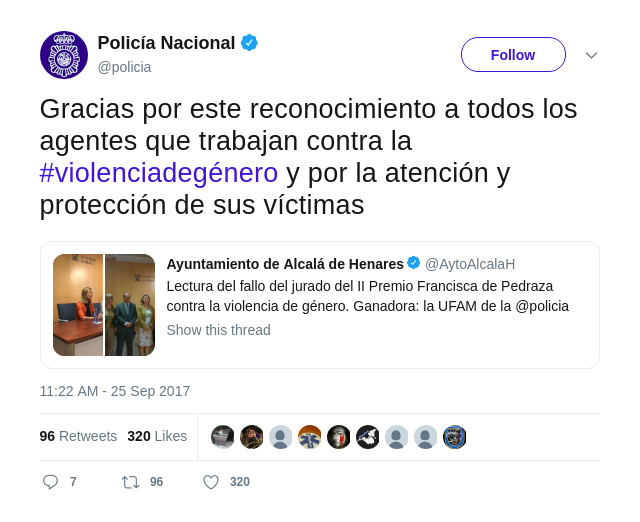 Policía Nacional
@policia
Follow
Gracias por este reconocimiento a todos los
agentes que trabajan contra la
#violenciadegénero y por la atención y
protección de sus víctimas
Ayuntamiento de Alcalá de Henares @AytoAlcalaH
Lectura del fallo del jurado del II Premio Francisca de Pedraza
contra la violencia de género. Ganadora: la UFAM de la @policia
Show this thread
11:22 AM - 25 Sep 2017
96 Retweets 320 Likes
7 96 320